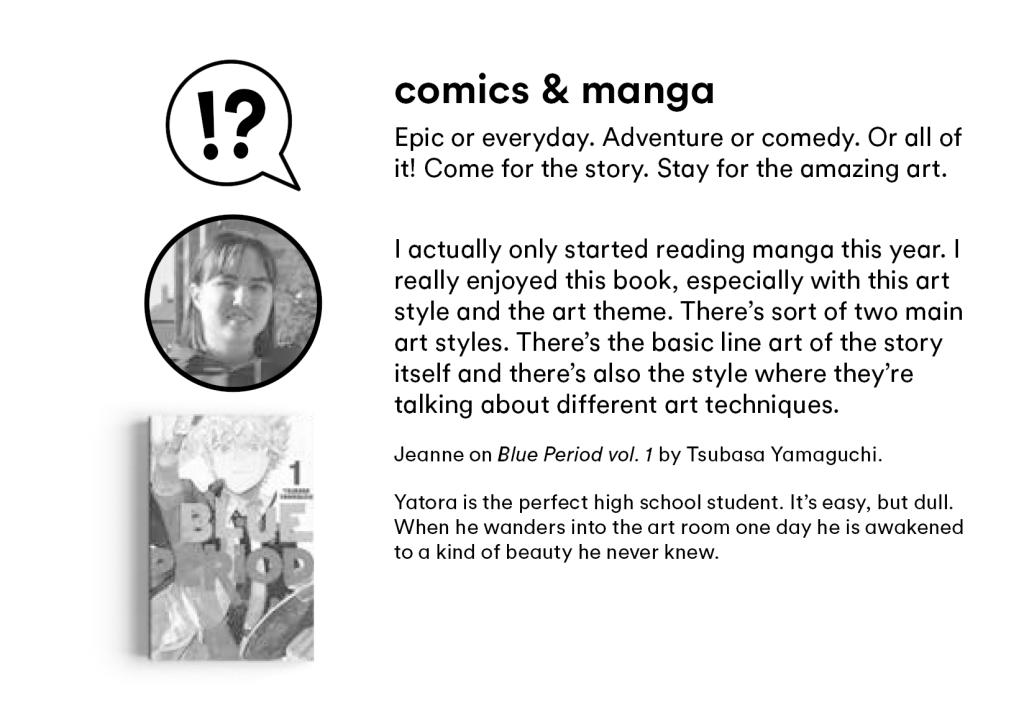 !?
comics & manga
Epic or everyday. Adventure or comedy. Or all of
it! Come for the story. Stay for the amazing art.
I actually only started reading manga this year. I
really enjoyed this book, especially with this art
style and the art theme. There’s sort of two main
art styles. There’s the basic line art of the story
itself and there’s also the style where they’re
talking about different art techniques.
Jeanne on Blue Period vol. 1 by Tsubasa Yamaguchi.
Yatora is the perfect high school student. It’s easy, but dull.
When he wanders into the art room one day he is awakened
to a kind of beauty he never knew.
1
TSUBASA
YAMAGUCHI
BLUE
PERIOD